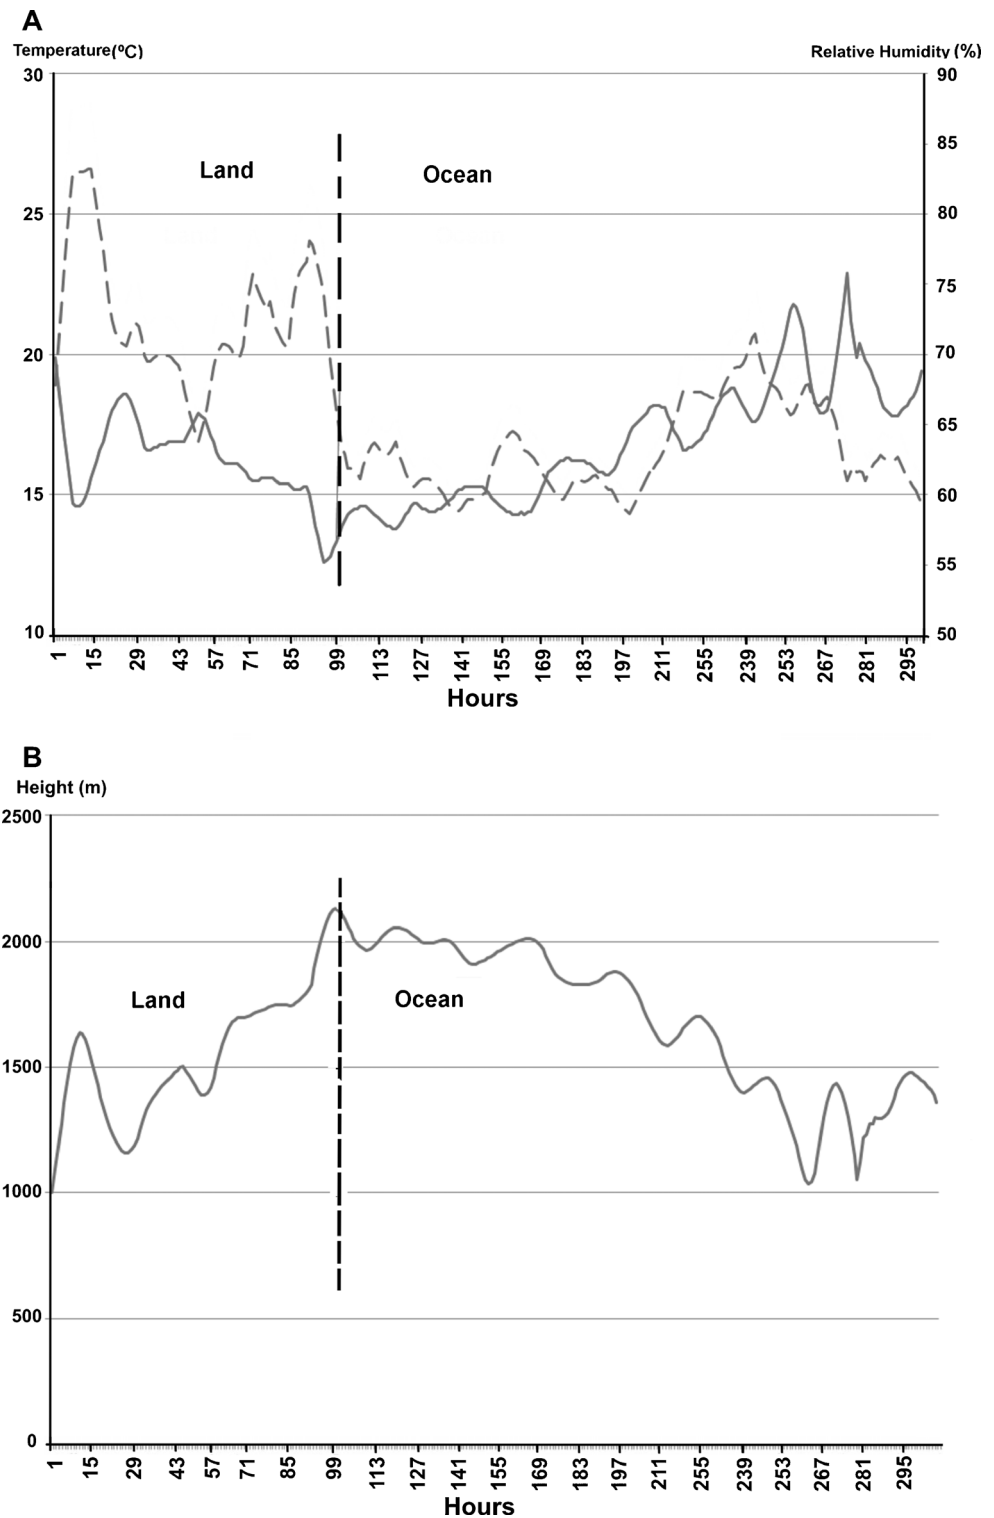 A
Temperature(ºC) Relative Humidity (%)
30 90
85
Land Ocean
25 80
75
20 70
65
15 60
55
10 50
1 15 29 43 57 71 85 99 113 127 141 155 169 183 197 211 2255 239 2253 267 281 295
Hours
B
Height (m)
2500
2000
Land Ocean
1500
1000
500
0
1 15 29 43 57 71 85 99 113 127 141 155 169 183 197 211 255 239 253 267 281 295
Hours